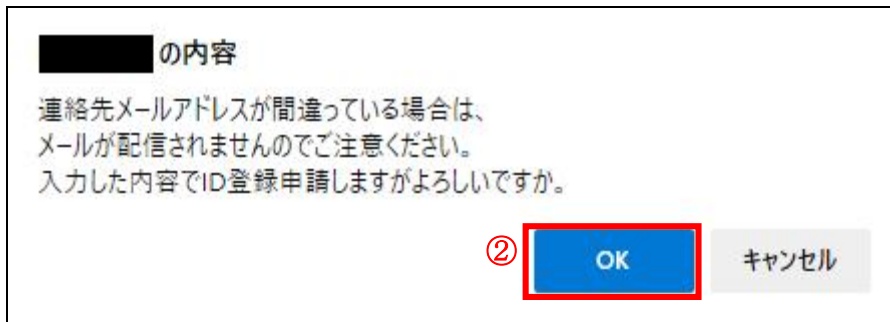 の内容
連絡先メールアドレスが間違っている場合は、
メールが配信されませんのでご注意ください。
入力した内容でID登録申請しますがよろしいですか。
② OK キャンセル